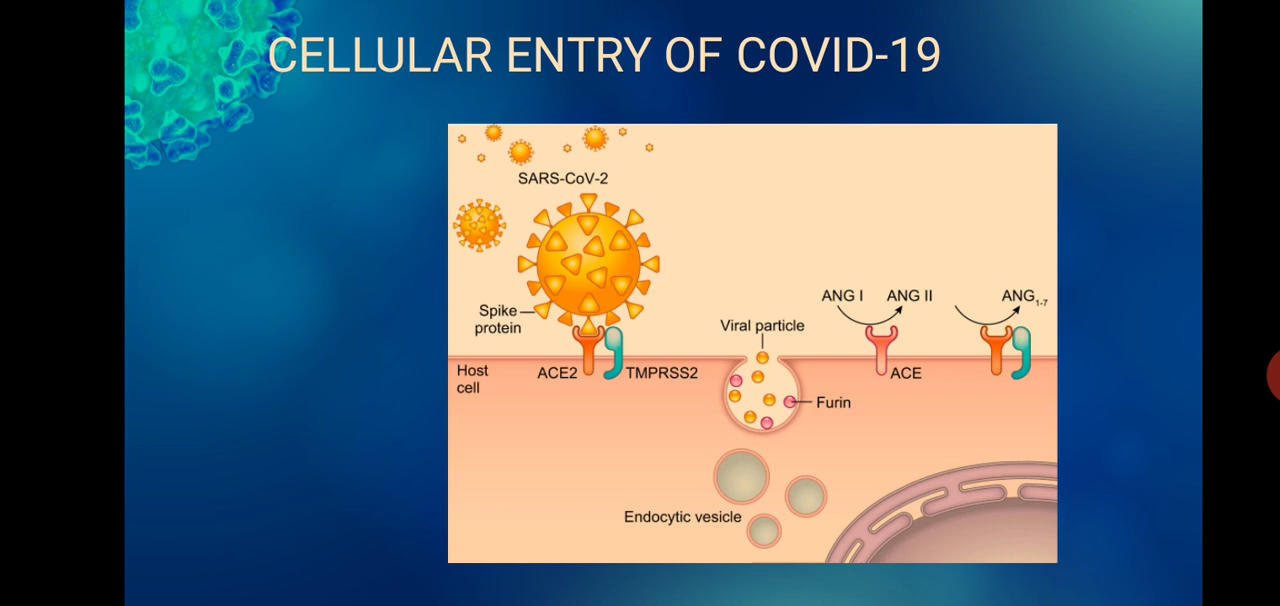 CELLULAR ENTRY OF COVID-19
SARS-CoV-2
Spike
protein
Host
cell
ACE2
TMPRSS2
Viral particle
Furin
Endocytic vesicle
ANG I
ANG II
ACE
ANG1-7